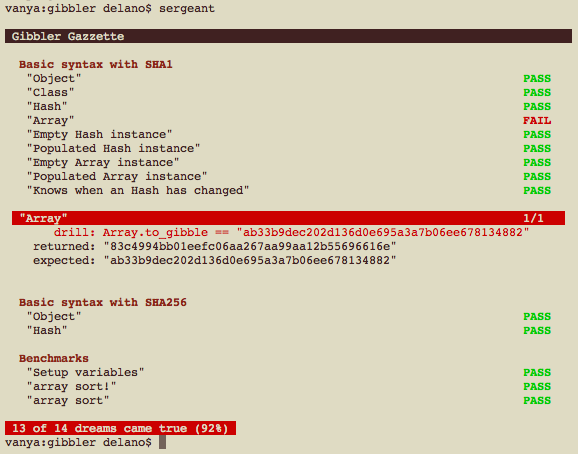 vanya:gibbler delano$ sergeant
Gibbler Gazzette
Basic syntax with SHA1
"Object" PASS
"Class" PASS
"Hash" PASS
"Array" FAIL
"Empty Hash instance" PASS
"Populated Hash instance" PASS
"Empty Array instance" PASS
"Populated Array instance" PASS
"Knows when an Hash has changed" PASS
"Array" 1/1
drill: Array.to_gibble == "ab33b9dec202d136d0e695a3a7b06ee678134882"
returned: "83c4994bb01eefc06aa267aa99aa12b55696616e"
expected: "ab33b9dec202d136d0e695a3a7b06ee678134882"
Basic syntax with SHA256
"Object" PASS
"Hash" PASS
Benchmarks
"Setup variables" PASS
"array sort!" PASS
"array sort" PASS
13 of 14 dreams came true (92%)
vanya:gibbler delano$